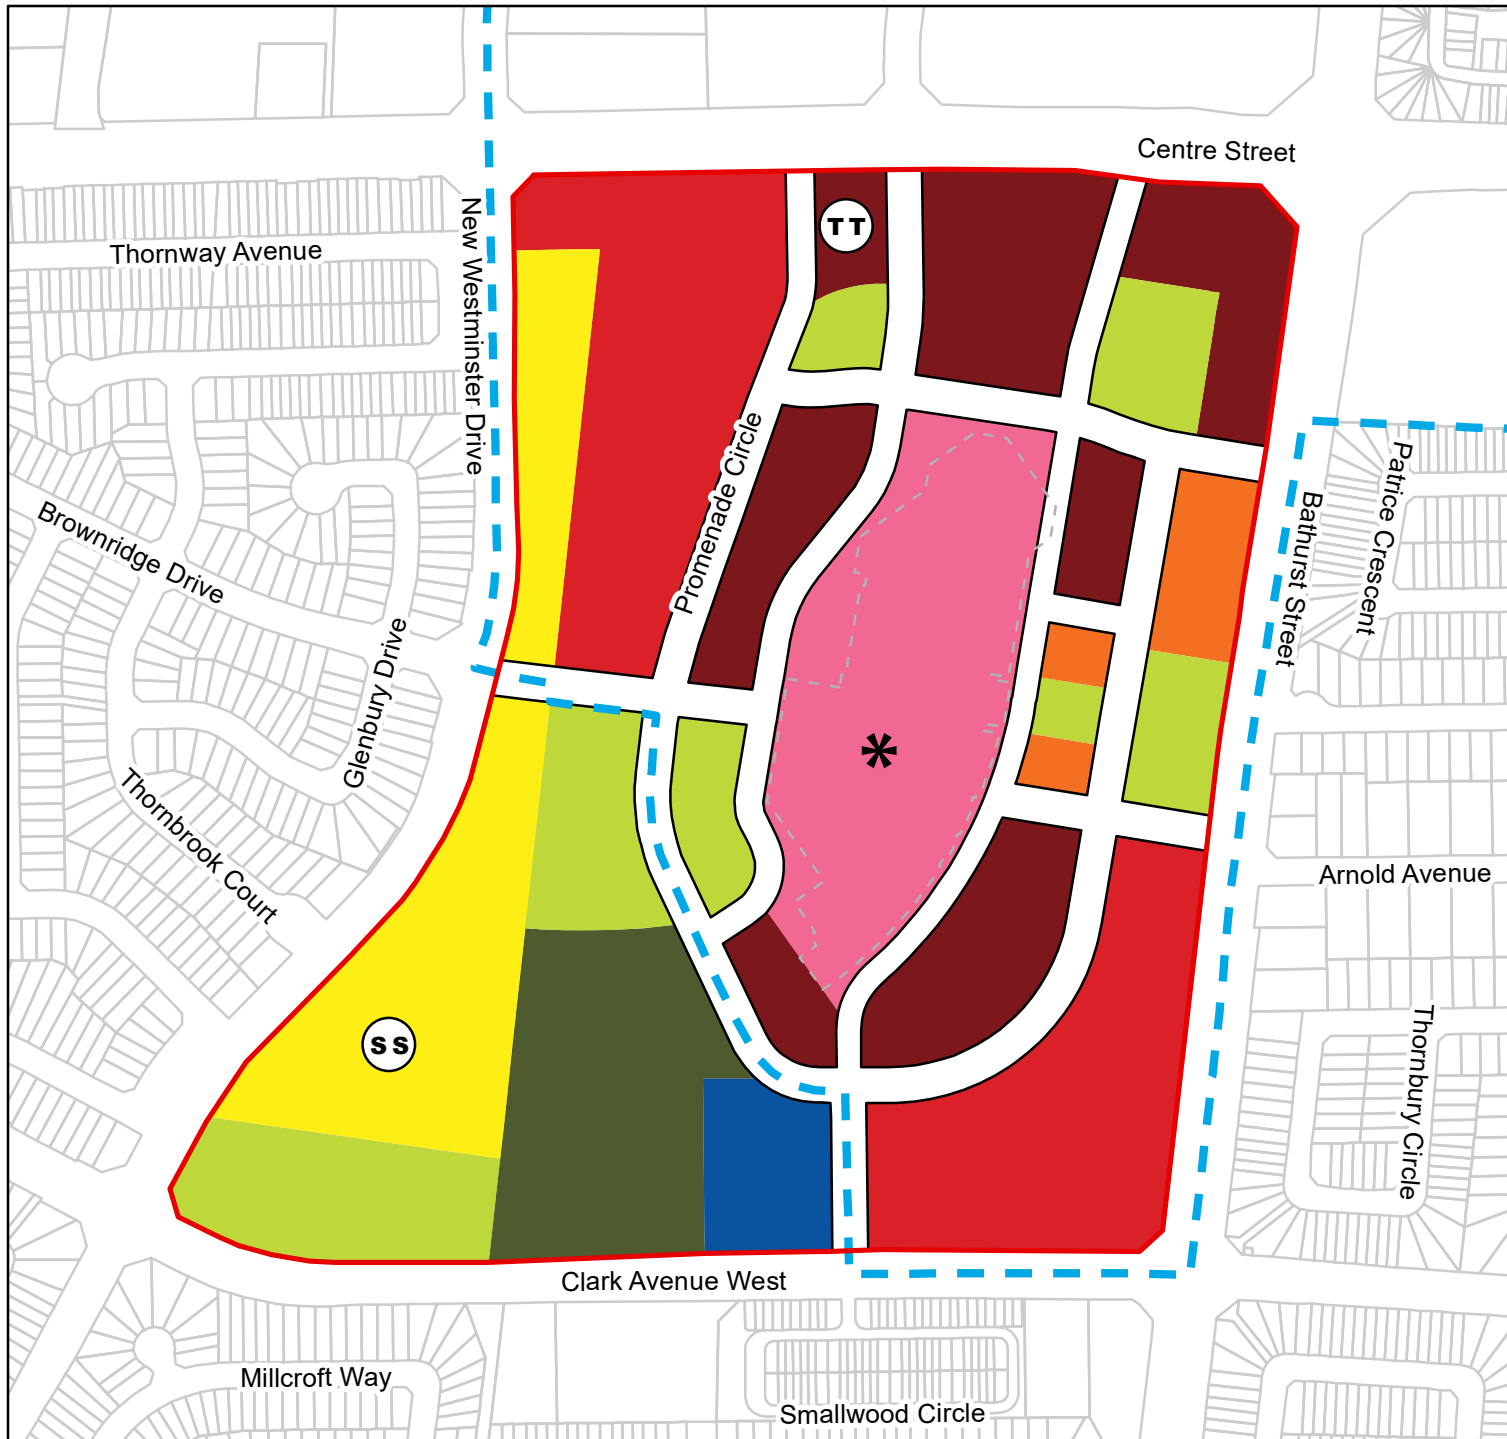 Centre Street
TT
New Westminster Drive
Thornway Avenue
Promenade Circle
Patrice Crescent
Bathurst Street
Brownridge Drive
Glenbury Drive
*
Thornbrook Court
Arnold Avenue
SS
Thornbury Circle
Clark Avenue West
Millcroft Way
Smallwood Circle